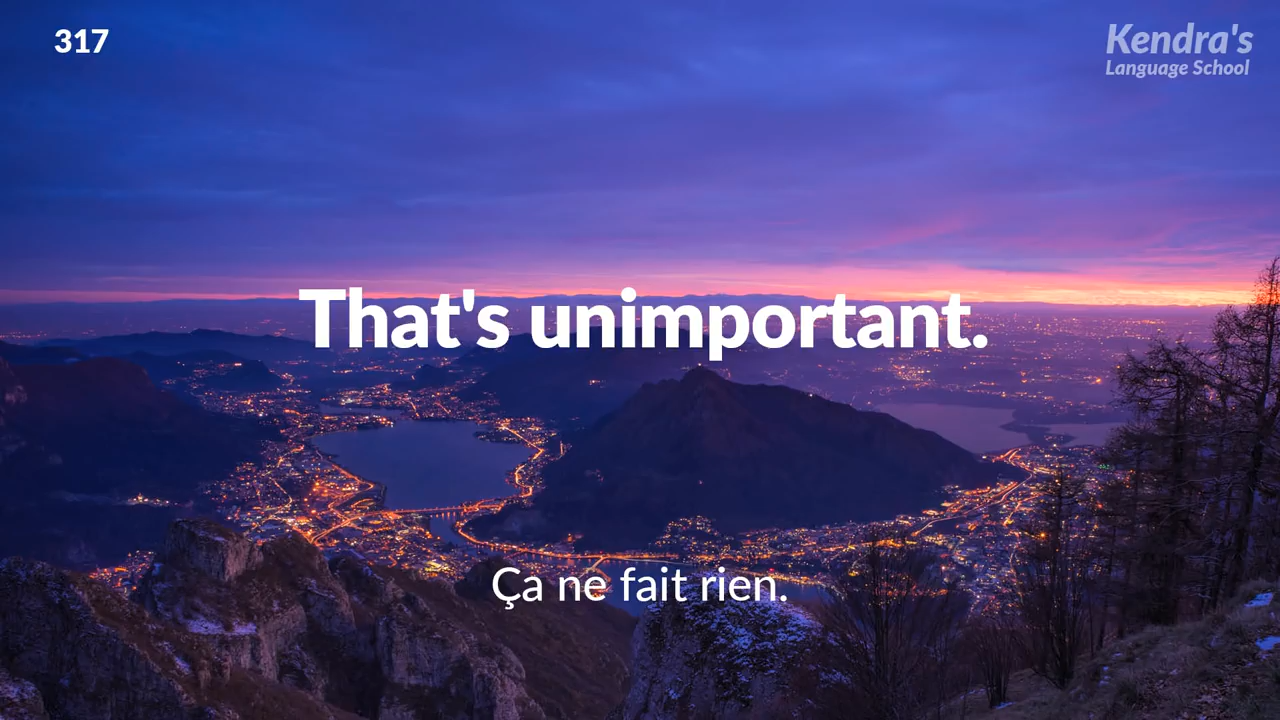 317
Kendra's
Language School
That's unimportant.
Ça ne fait rien.